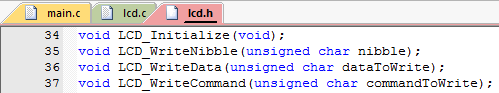 main.c lcd.c lcd.h
34 void LCD_Initialize(void);
35 void LCD_WriteNibble(unsigned char nibble);
36 void LCD_WriteData(unsigned char dataToWrite);
37 void LCD_WriteCommand(unsigned char commandToWrite);